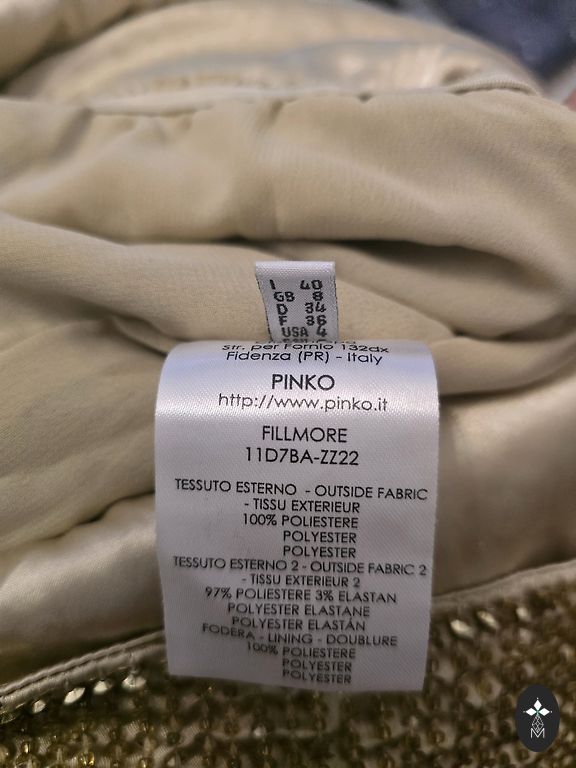 I 40
GB 8
D 34
F 36
USA 4
Str. per Fornio 132dx
Fidenza (PR) - Italy
PINKO
http://www.pinko.it
FILLMORE
11D7BA-ZZ22
TESSUTO ESTERNO - OUTSIDE FABRIC
- TISSU EXTERIEUR
100% POLIESTERE
POLYESTER
POLYESTER
TESSUTO ESTERNO 2 - OUTSIDE FABRIC 2
- TISSU EXTERIEUR 2
97% POLIESTERE 3% ELASTAN
POLYESTER ELASTANE
POLYESTER ELASTÁN
FODERA - LINING - DOUBLURE
100% POLIESTERE
POLYESTER
POLYESTER
M